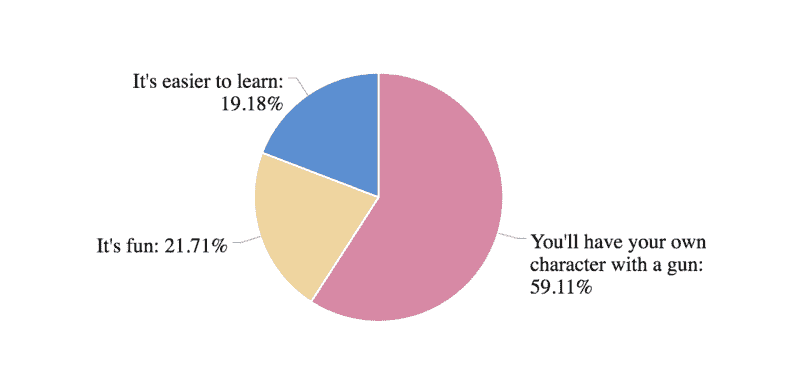 It's easier to learn:
19.18%
It's fun: 21.71%
You'll have your own
character with a gun:
59.11%